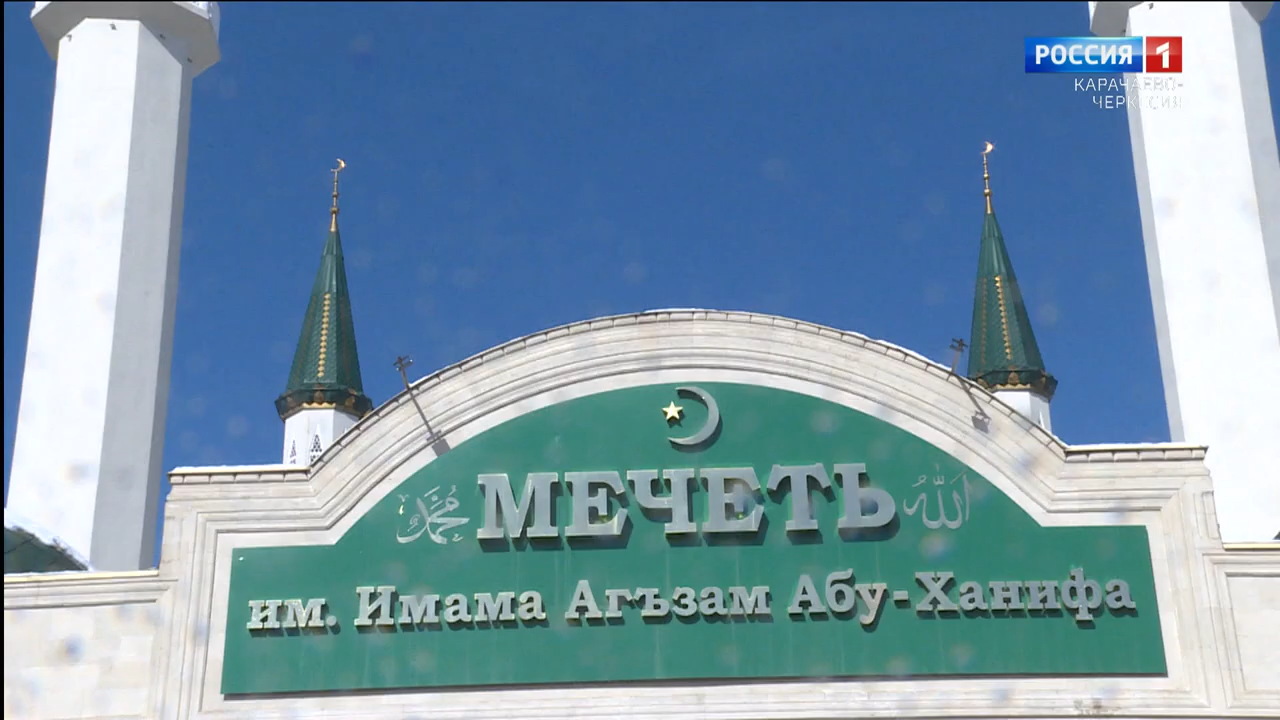 РОССИЯ 1
КАРАЧАЕВО-
ЧЕРКЕСИЯ
МЕЧЕТЬ
محمد
الله
им. Имама Агъзам Абу-Ханифа